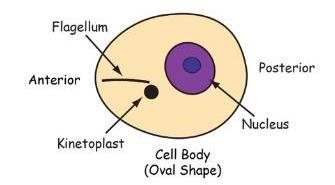 Flagellum
Anterior
Posterior
Nucleus
Kinetoplast
Cell Body
(Oval Shape)